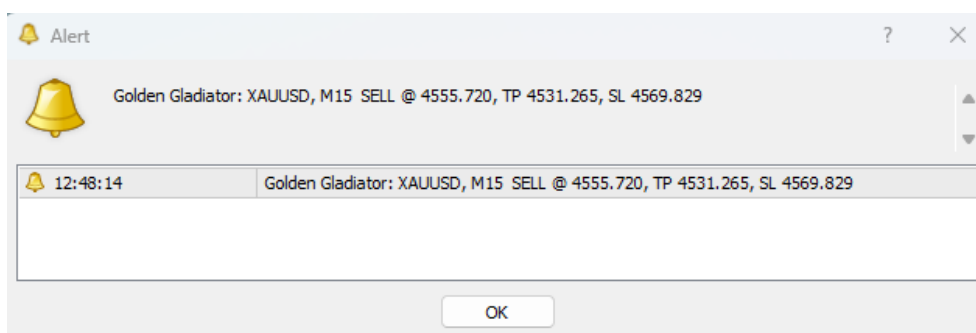 Alert
Golden Gladiator: XAUUSD, M15 SELL @ 4555.720, TP 4531.265, SL 4569.829
12:48:14 Golden Gladiator: XAUUSD, M15 SELL @ 4555.720, TP 4531.265, SL 4569.829
OK